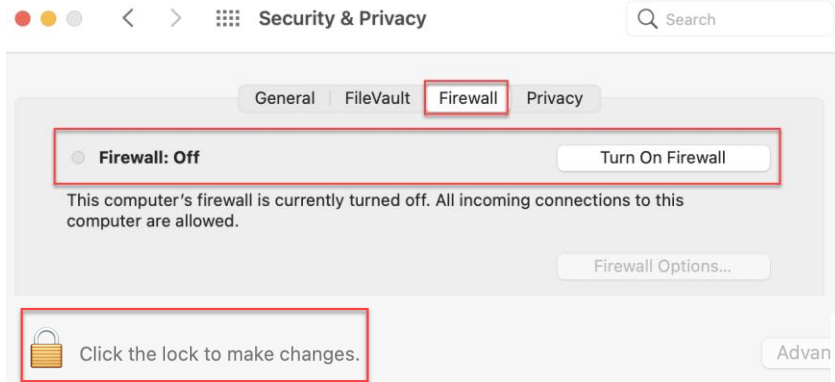 Security & Privacy
Search
General
FileVault
Firewall
Privacy
Firewall: Off
Turn On Firewall
This computer's firewall is currently turned off. All incoming connections to this
computer are allowed.
Firewall Options...
Click the lock to make changes.
Advan